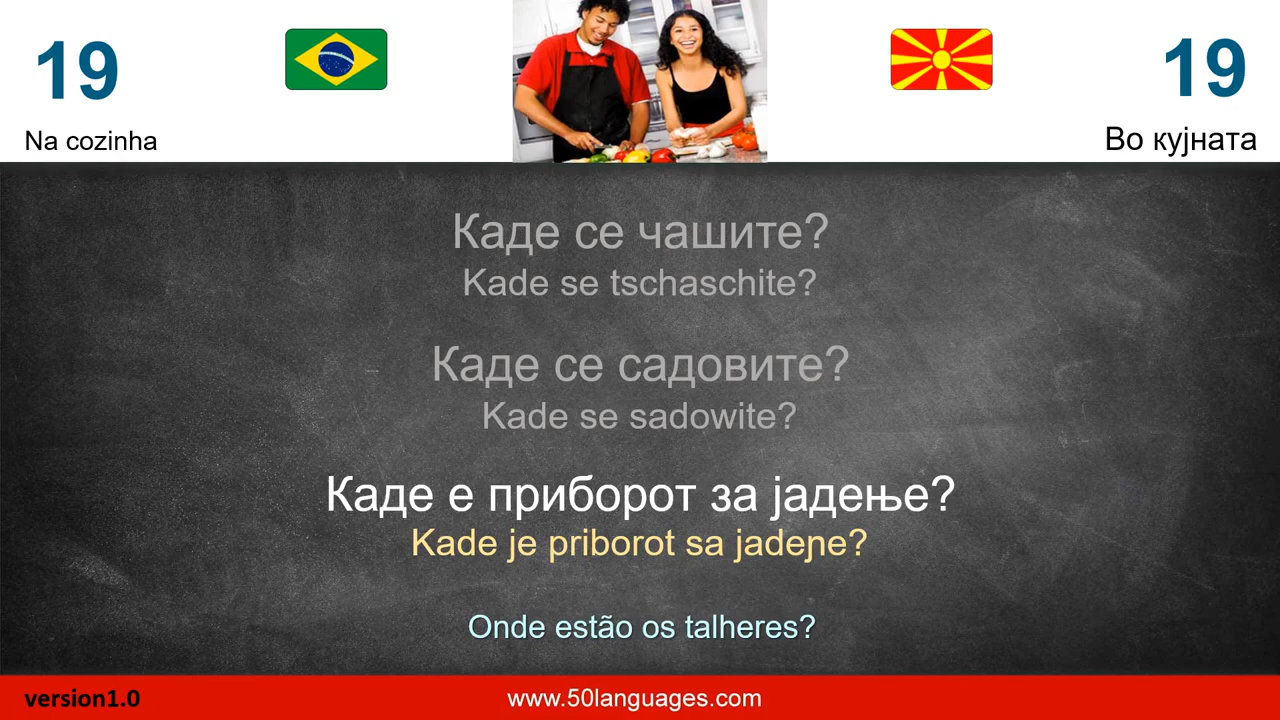 19
19
Na cozinha
Во кујната
Каде се чашите?
Kade se tschaschite?
Каде се садовите?
Kade se sadowite?
Каде е приборот за јадење?
Kade je priborot sa jadeɲe?
Onde estão os talheres?
version1.0
www.50languages.com